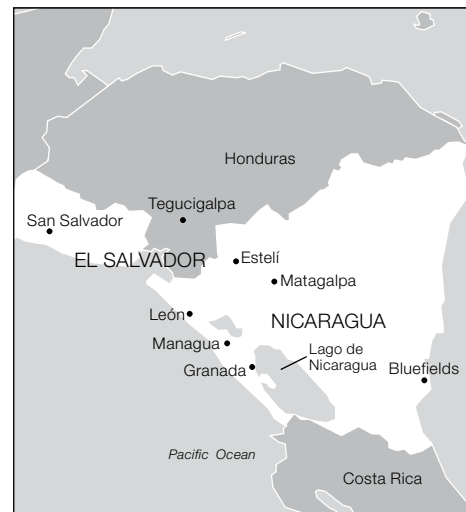 Honduras
Tegucigalpa
San Salvador
EL SALVADOR
Estelí
Matagalpa
León
NICARAGUA
Managua
Lago de
Nicaragua
Granada
Bluefields
Pacific Ocean
Costa Rica